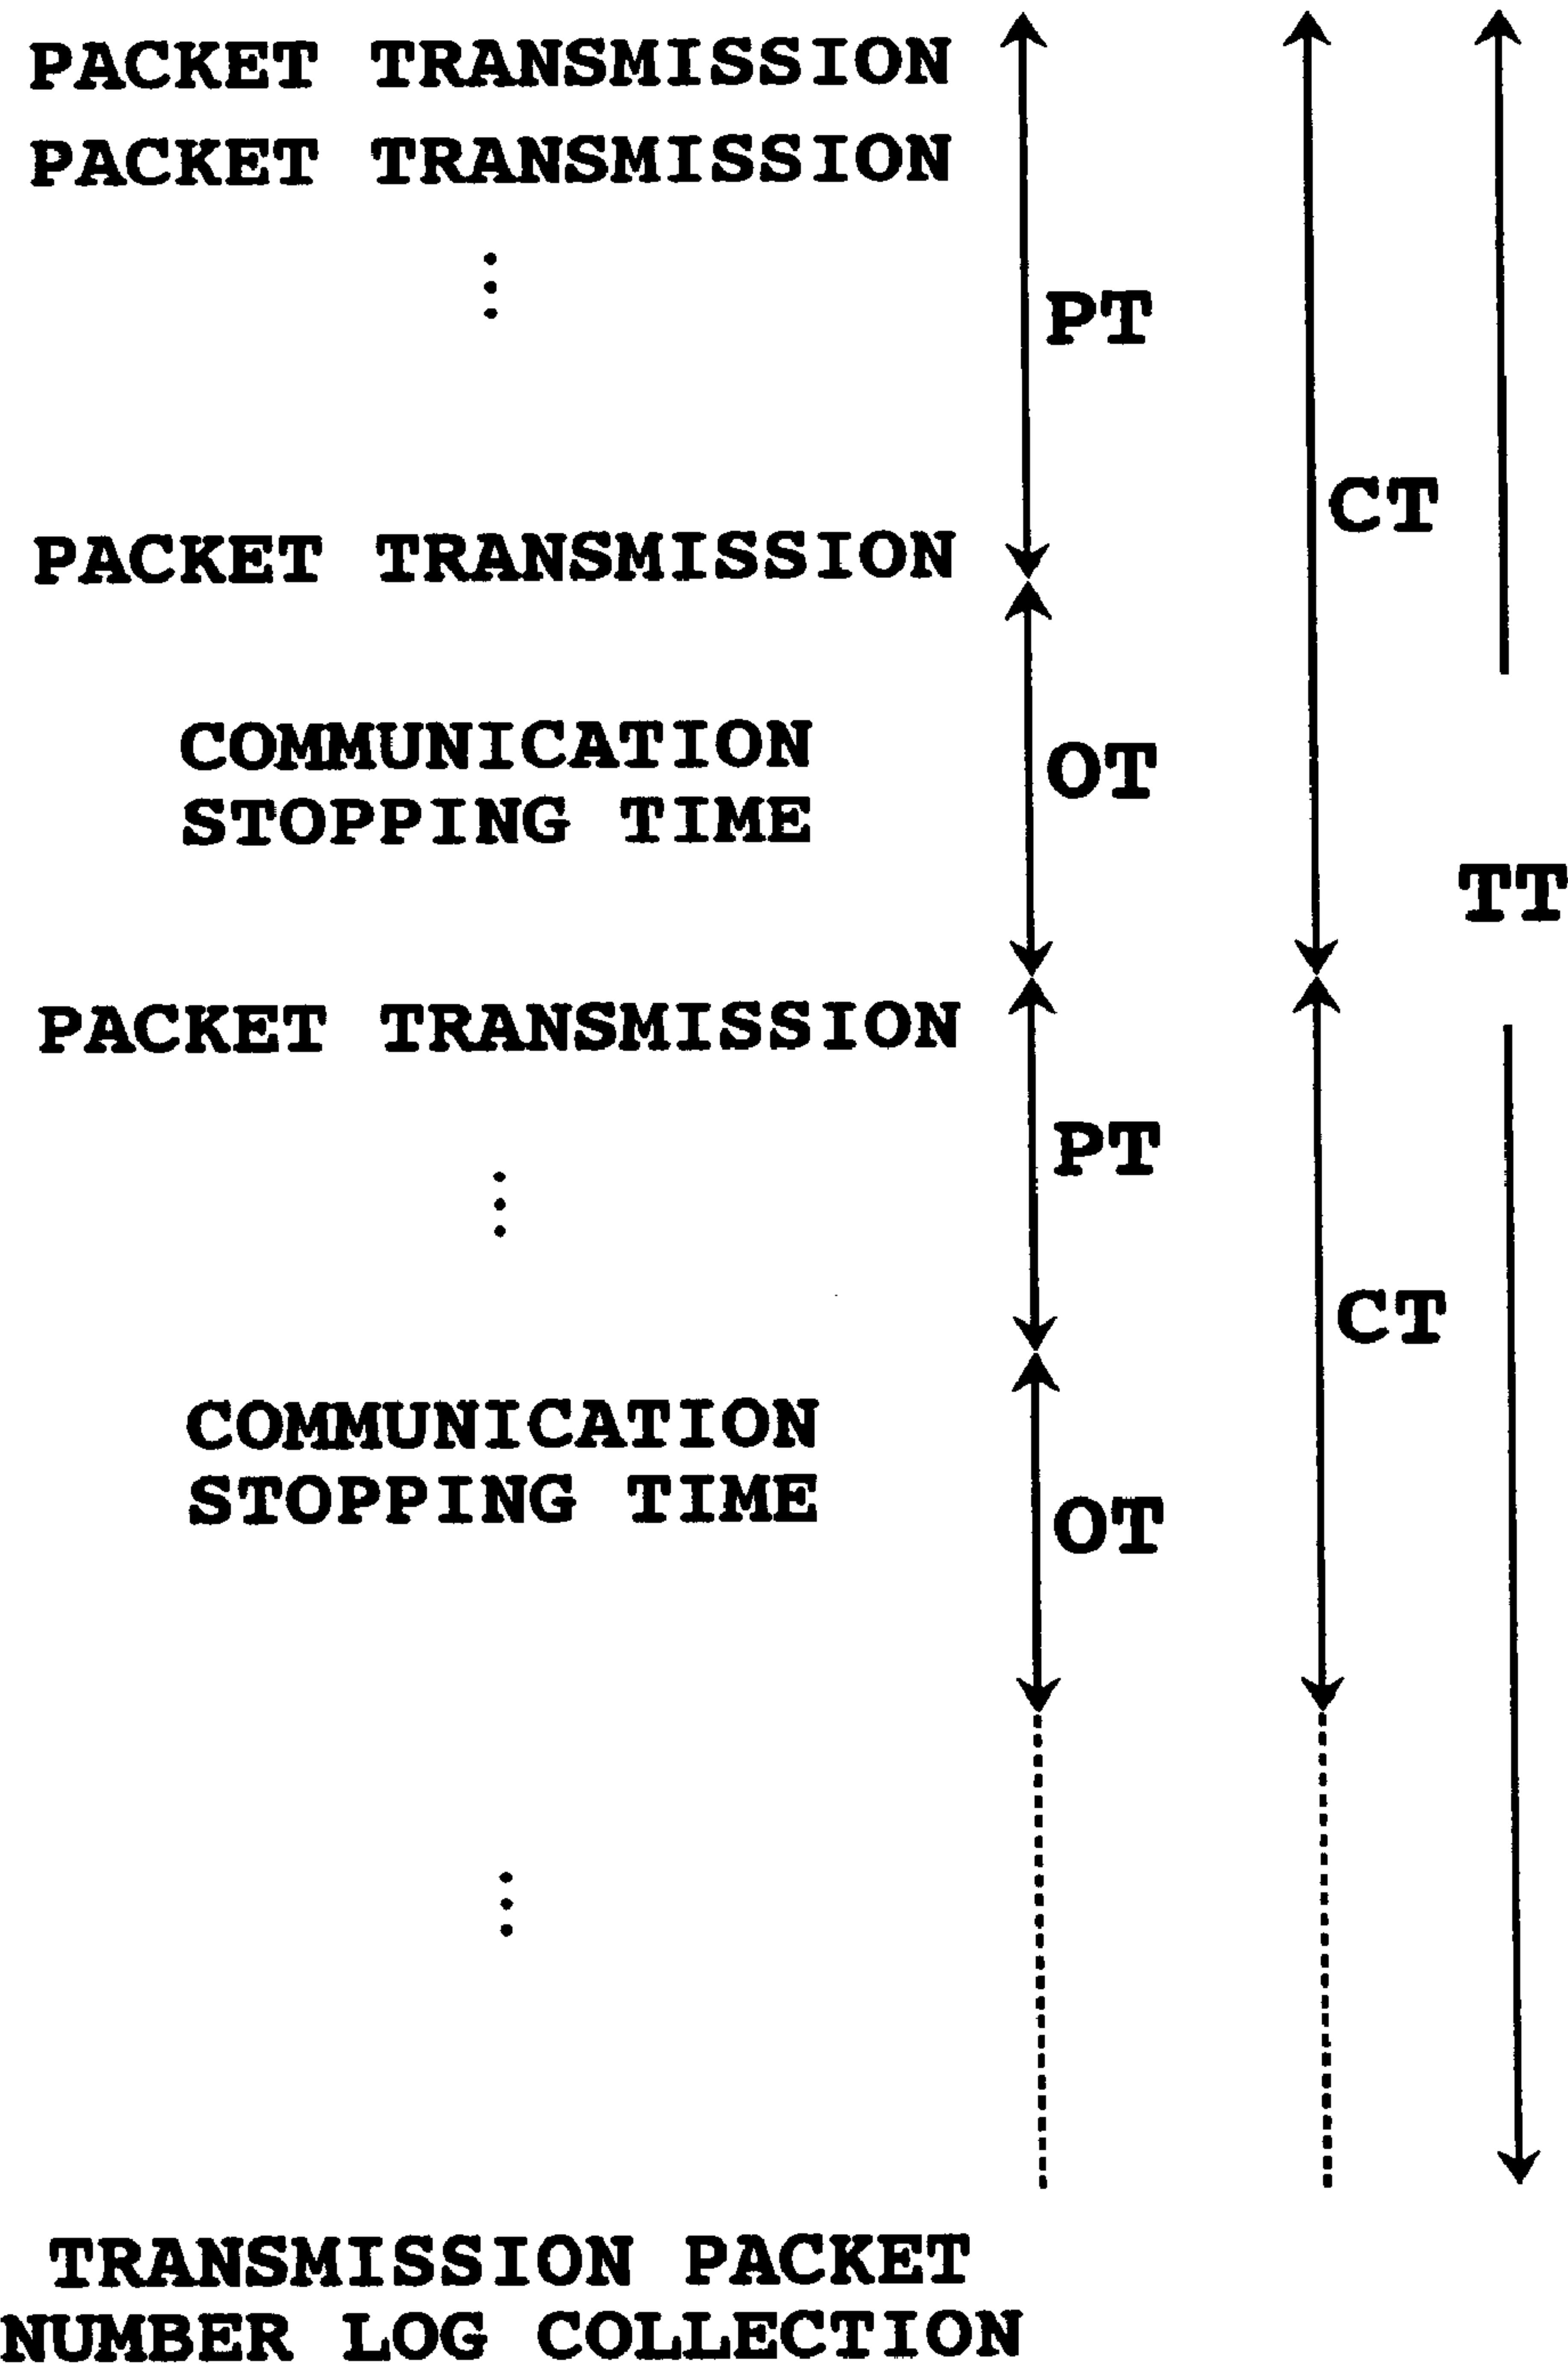 PACKET TRANSMISSION
PACKET TRANSMISSION
PT
CT
PACKET TRANSMISSION
COMMUNICATION
STOPPING TIME
OT
TT
PACKET TRANSMISSION
PT
CT
COMMUNICATION
STOPPING TIME
OT
TRANSMISSION PACKET
NUMBER LOG COLLECTION